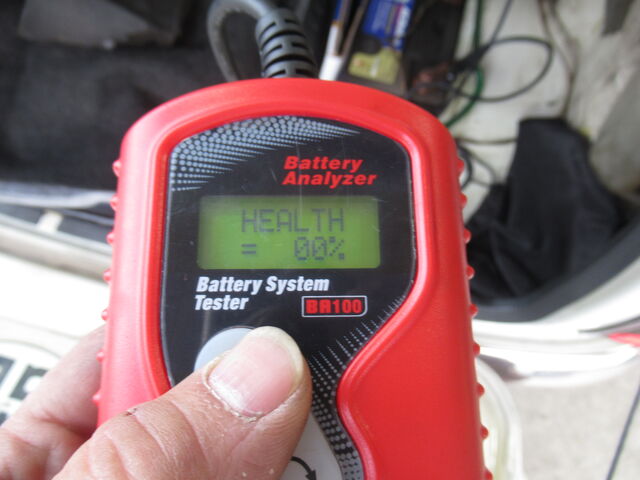 Battery
Analyzer
HEALTH
= 00%
Battery System
Tester
BA100